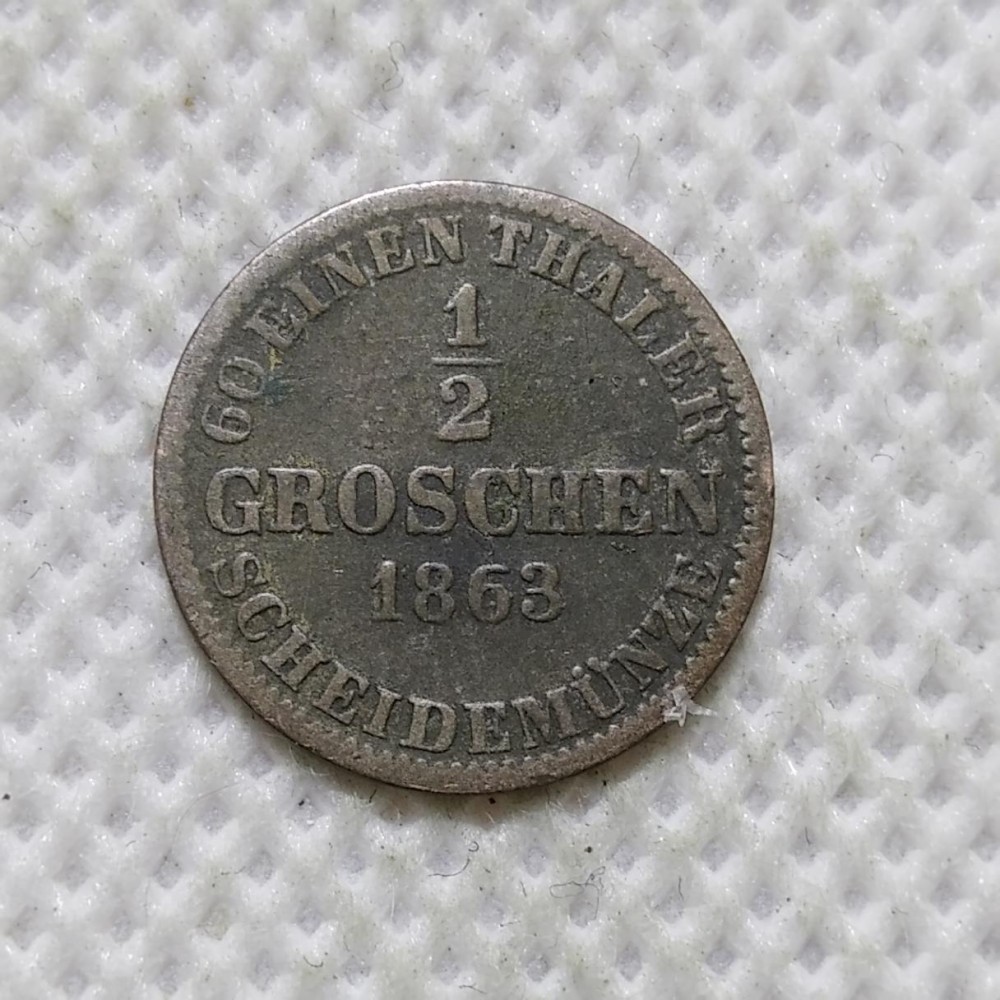 60 EINEN THALER
1
2
GROSCHEN
1863
SCHEIDEMÜNZE